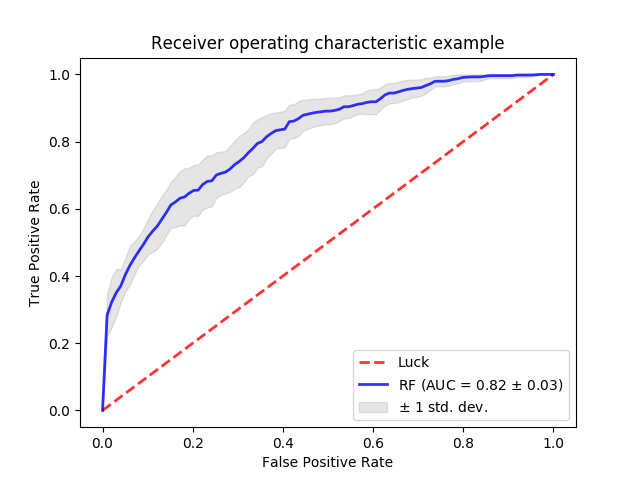 Receiver operating characteristic example
1.0
0.8
0.6
0.4
0.2
0.0
True Positive Rate
Luck
RF (AUC = 0.82 ± 0.03)
± 1 std. dev.
0.0 0.2 0.4 0.6 0.8 1.0
False Positive Rate